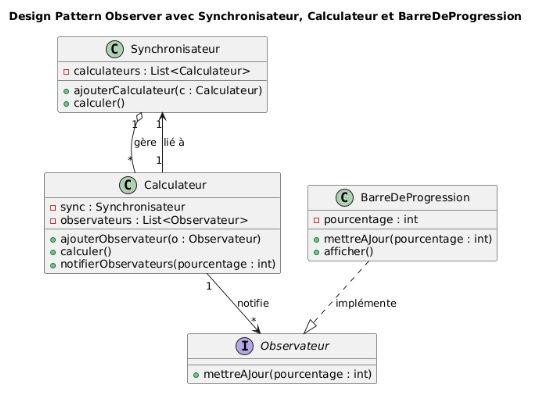 Design Pattern Observer avec Synchronisateur, Calculateur et BarreDeProgression
C Synchronisateur
calculateurs : List<Calculateur>
ajouterCalculateur(c : Calculateur)
calculer()
1 1
gère lié à
* 1
C Calculateur
sync : Synchronisateur
observateurs : List<Observateur>
ajouterObservateur(o : Observateur)
calculer()
notifierObservateurs(pourcentage : int)
C BarreDeProgression
pourcentage : int
mettreAJour(pourcentage : int)
afficher()
1
notifie
*
implémente
I Observateur
mettreAJour(pourcentage : int)